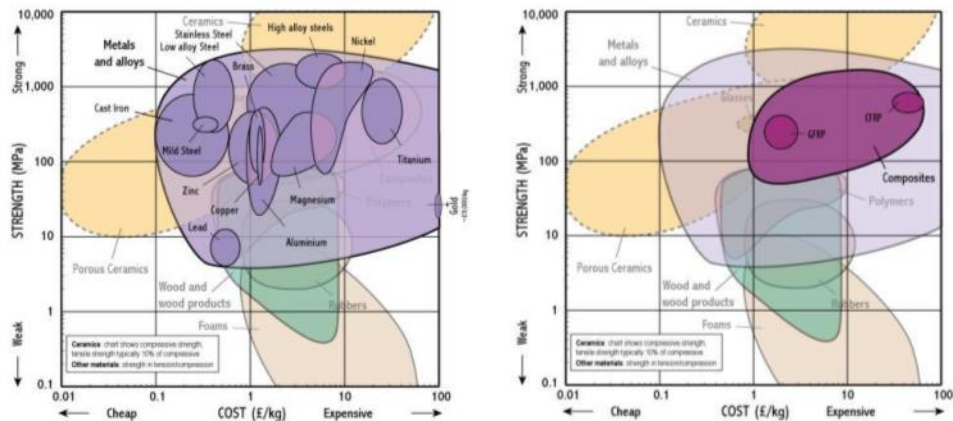 10,000
Strong
1,000
100
STRENGTH (MPa)
10
1
Weak
0.1
Ceramics
High alloy steels
Stainless Steel
Low alloy Steel
Nickel
Metals
and alloys
Brass
Cast Iron
Mild Steel
Titanium
Zinc
Composites
Magnesium
Polymers
Copper
Gold
Lead
Aluminium
Porous Ceramics
Wood and
wood products
Rubbers
Foams
Ceramics: chart shows compressive strength,
tensile strength typically 10% of compressive
Other materials: strength in tension/compression
0.01 0.1 1 10 100
Cheap COST (£/kg) Expensive
10,000
Strong
1,000
100
STRENGTH (MPa)
10
1
Weak
0.1
Ceramics
Metals
and alloys
Glasses
CFRP
GFRP
Composites
Polymers
Porous Ceramics
Wood and
wood products
Rubbers
Foams
Ceramics: chart shows compressive strength,
tensile strength typically 10% of compressive
Other materials: strength in tension/compression
0.01 0.1 1 10 100
Cheap COST (£/kg) Expensive